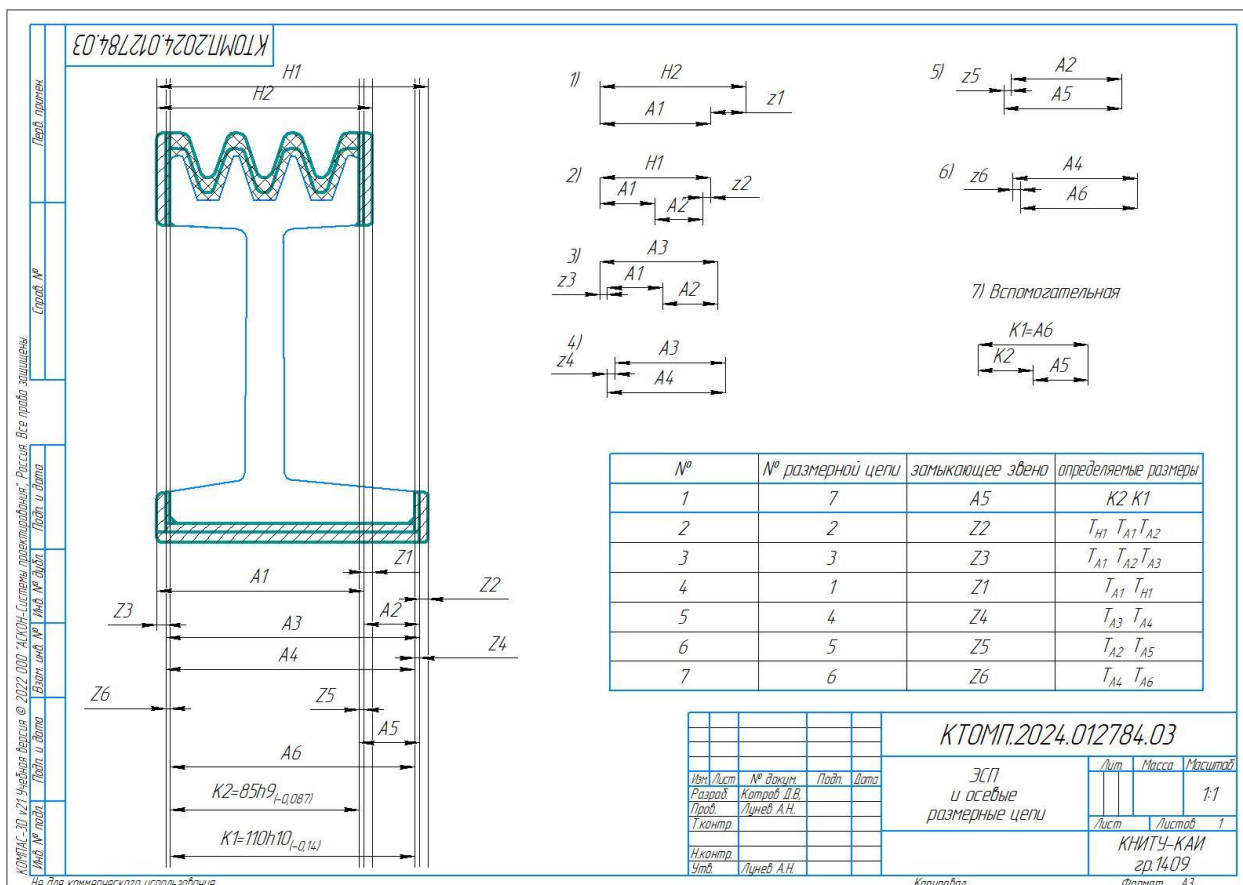 КТОМП.2024.012784.03
H1
H2
Z1
A1
Z2
Z3
A2
A3
A4
Z4
Z6
Z5
A5
A6
K2=85h9(-0,087)
K1=110h10(-0,14)
1)
H2
A1
z1
2)
H1
A1
A2
z2
3)
A3
z3
A1
A2
4)
z4
A3
A4
5)
z5
A2
A5
6)
z6
A4
A6
7) Вспомогательная
K1=A6
K2
A5
№ № размерной цепи замыкающее звено определяемые размеры
1 7 A5 K2 K1
2 2 Z2 TH1 TA1 TA2
3 3 Z3 TA1 TA2 TA3
4 1 Z1 TA1 TH1
5 4 Z4 TA3 TA4
6 5 Z5 TA2 TA5
7 6 Z6 TA4 TA6
КТОМП.2024.012784.03
Изм. Лист № докум. Подп. Дата
Разраб. Котров Д.В.
Пров. Лунев А.Н.
Т.контр.
Н.контр.
Утв. Лунев А.Н.
ЭСП
и осевые
размерные цепи
Лит. Масса Масштаб
1:1
Лист Листов 1
КНИТУ-КАИ
гр.1409
Копировал Формат А3
Не для коммерческого использования
Перв. примен.
Справ. №
Подп. и дата
Инв. № дубл.
Взам. инв. №
Подп. и дата
Инв. № подл.
КОМПАС-3D v21 Учебная версия © 2022 ООО "АСКОН-Системы проектирования", Россия. Все права защищены.